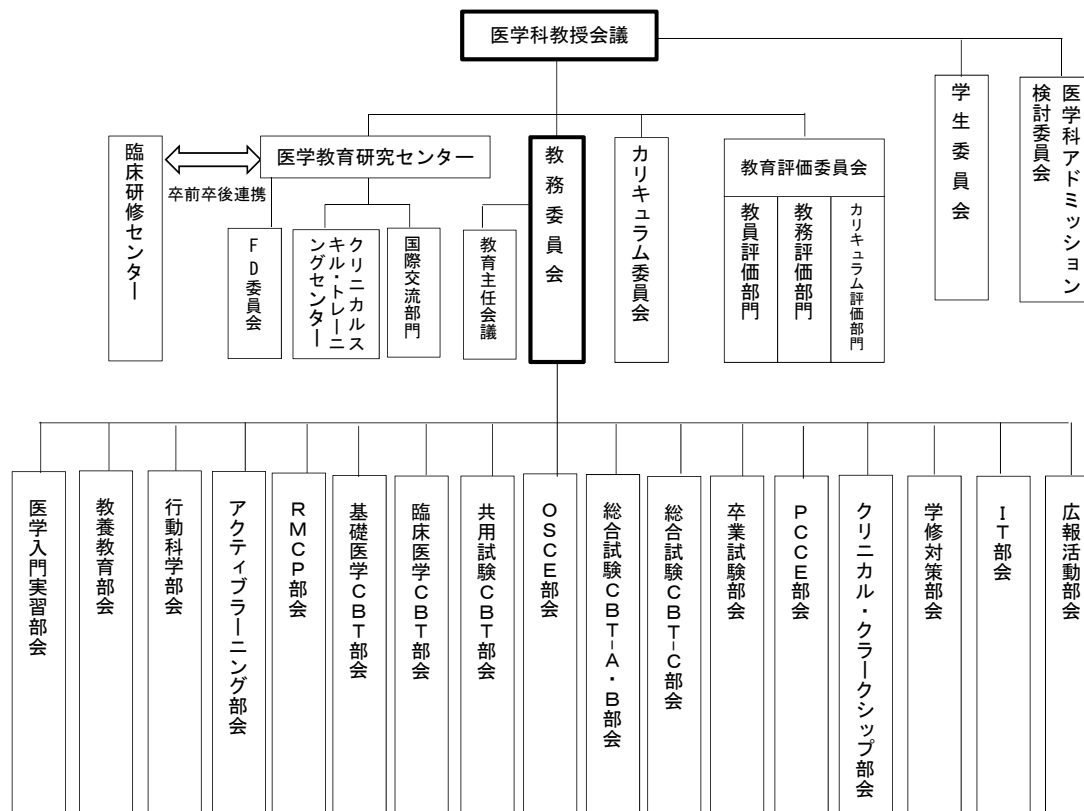 医学科教授会議
学生委員会
医学科アドミッション
検討委員会
臨床研修センター
卒前卒後連携
医学教育研究センター
教務委員会
カリキュラム委員会
教育評価委員会
教員評価部門
教務評価部門
カリキュラム評価部門
FD委員会
クリニカルス
キル・トレーニ
ングセンター
国際交流部門
教育主任会議
医学入門実習部会
教養教育部会
行動科学部会
アクティブラーニング部会
RMCP部会
基礎医学CBT部会
臨床医学CBT部会
共用試験CBT部会
OSCE部会
総合試験CBT-A・B部会
総合試験CBT-C部会
卒業試験部会
PCCE部会
クリニカル・クラークシップ部会
学修対策部会
IT部会
広報活動部会